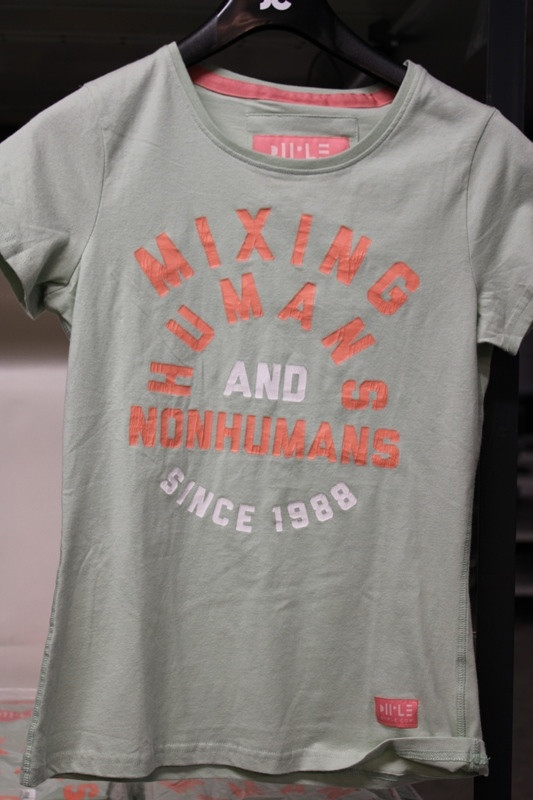 MIXING
HUMANS
AND
NONHUMANS
SINCE 1988